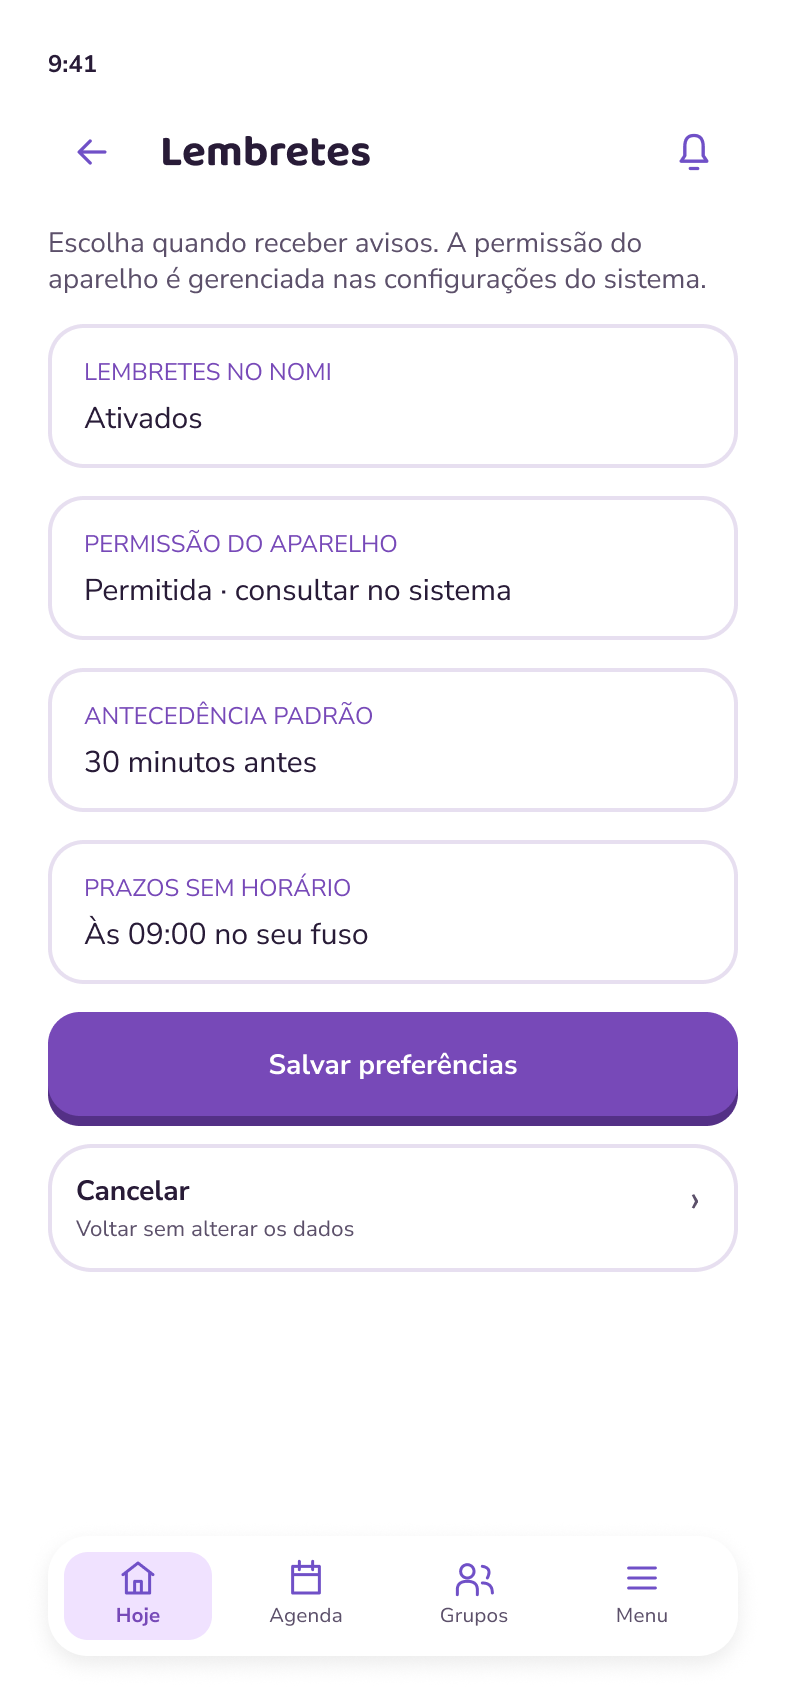 9:41
Lembretes
Escolha quando receber avisos. A permissão do
aparelho é gerenciada nas configurações do sistema.
LEMBRETES NO NOMI
Ativados
PERMISSÃO DO APARELHO
Permitida · consultar no sistema
ANTECEDÊNCIA PADRÃO
30 minutos antes
PRAZOS SEM HORÁRIO
Às 09:00 no seu fuso
Salvar preferências
Cancelar
Voltar sem alterar os dados
Hoje
Agenda
Grupos
Menu